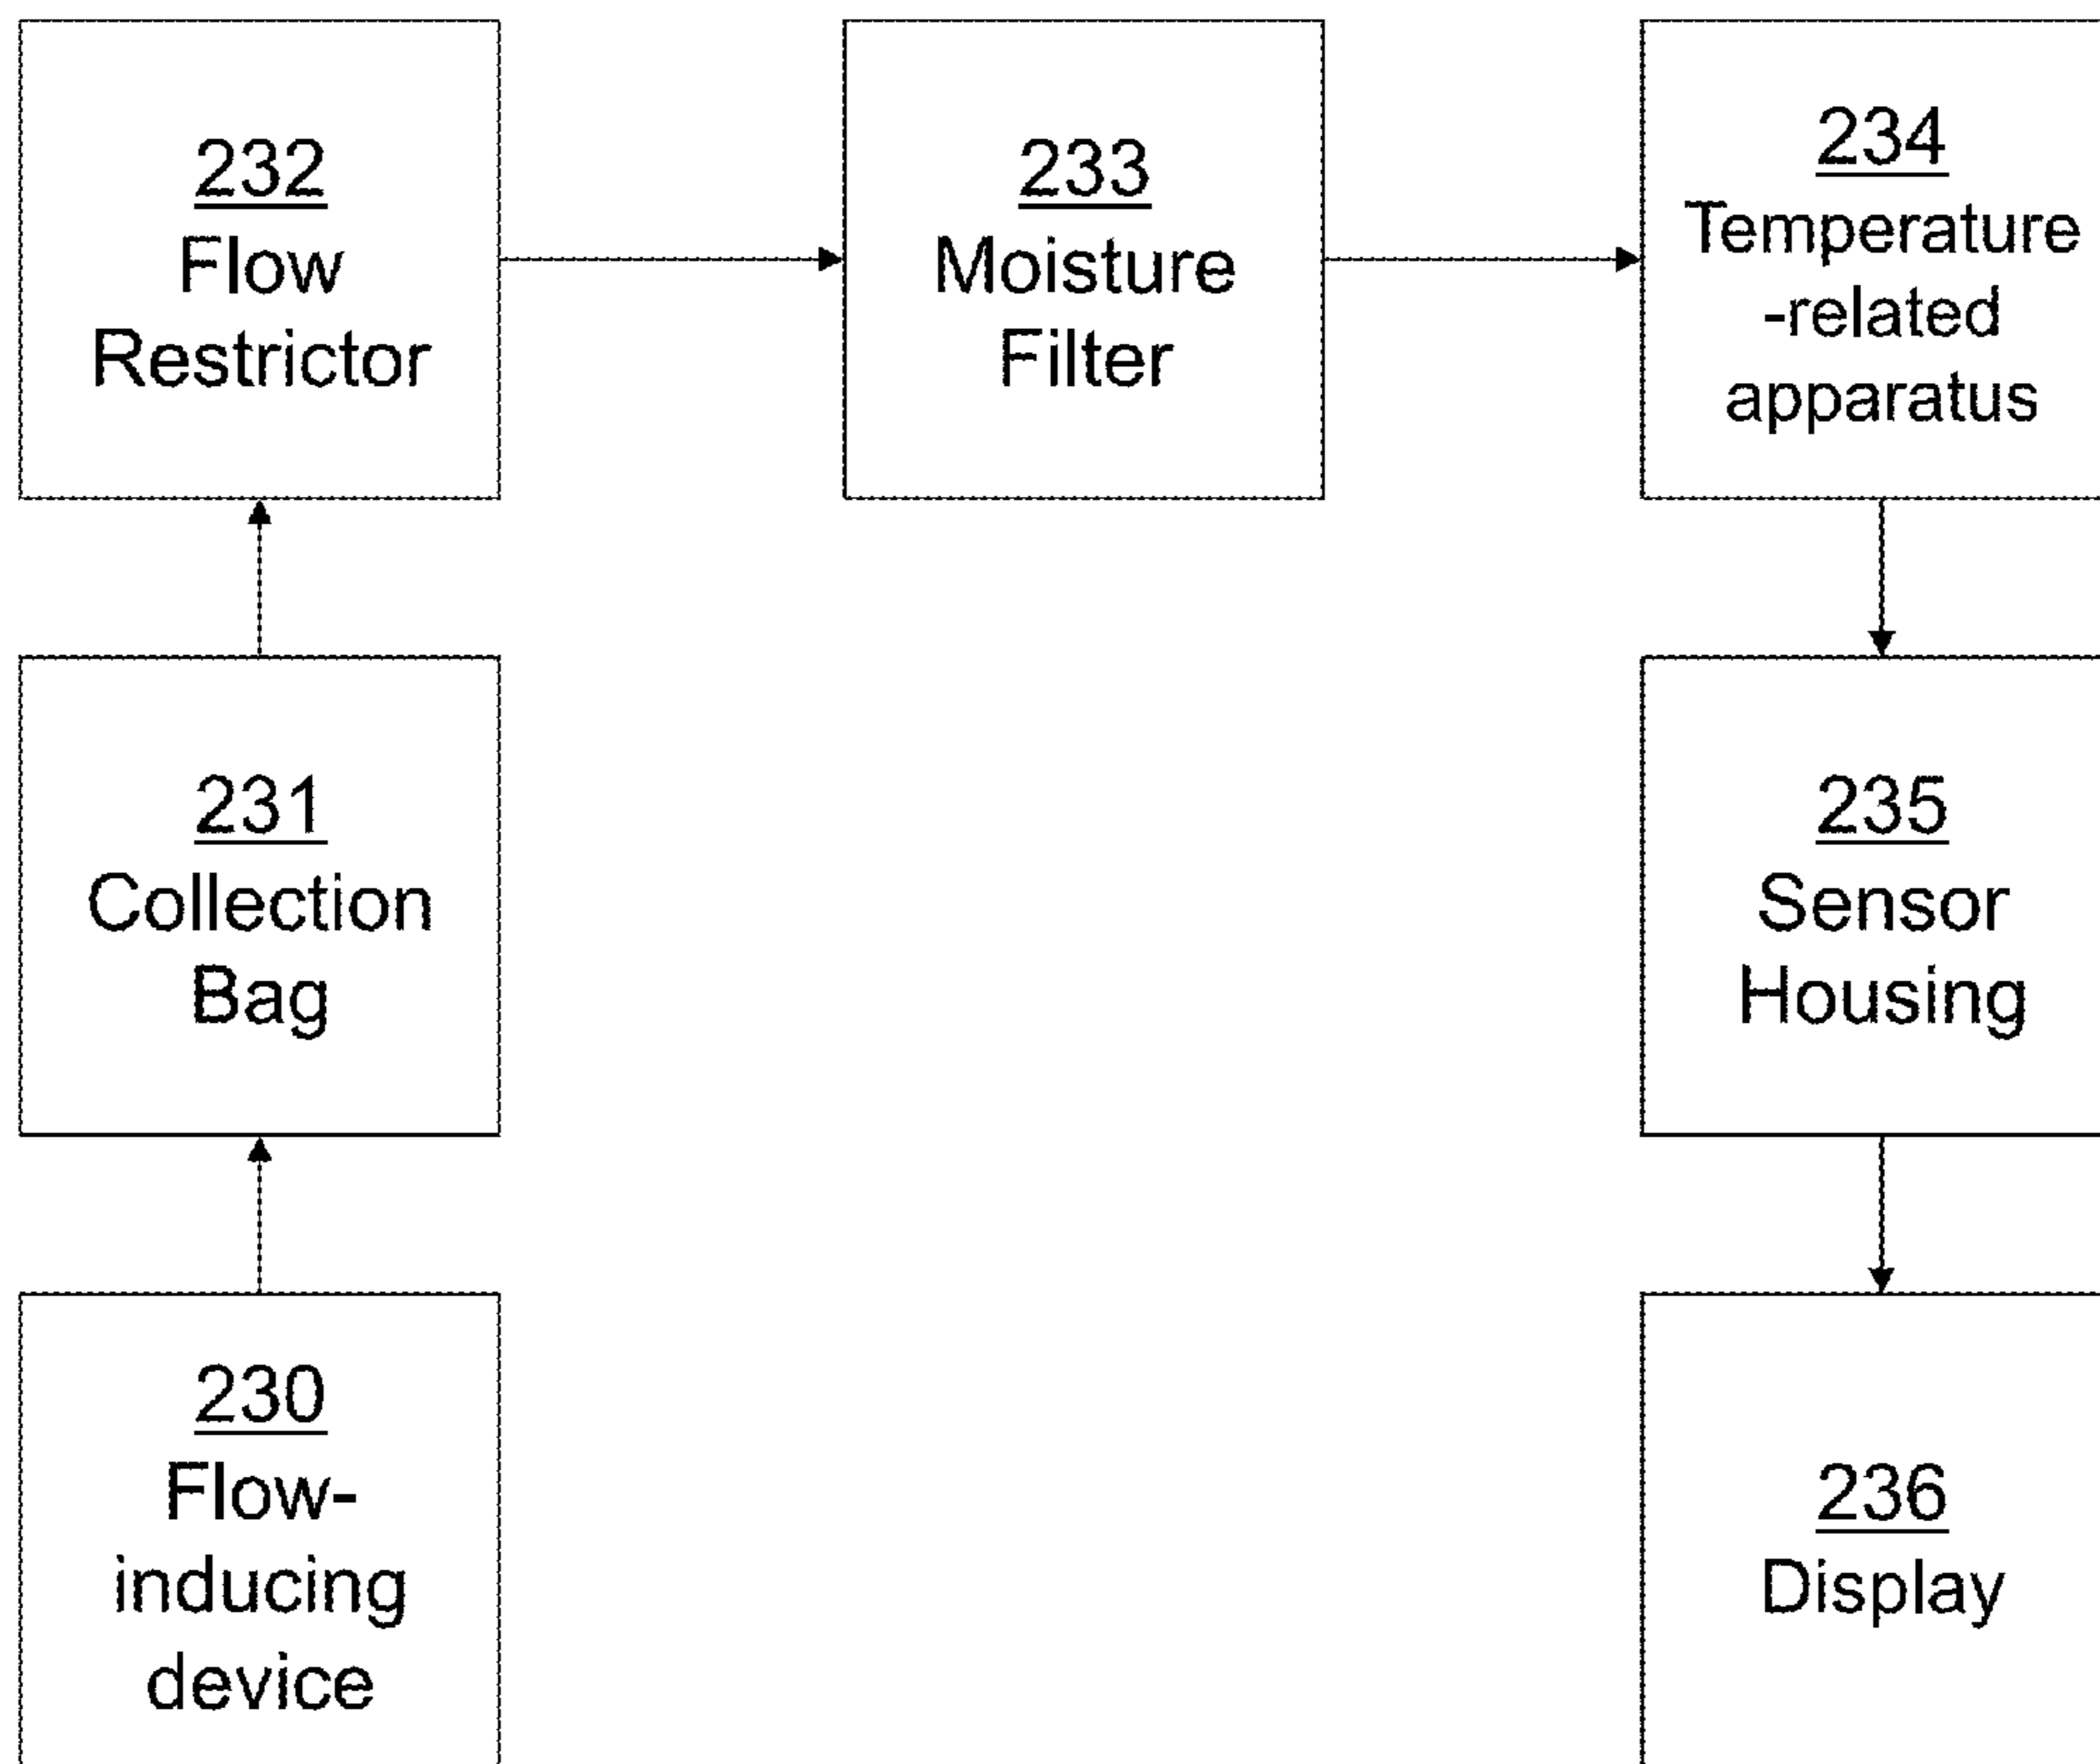 232
Flow
Restrictor
233
Moisture
Filter
234
Temperature
-related
apparatus
231
Collection
Bag
235
Sensor
Housing
230
Flow-
inducing
device
236
Display